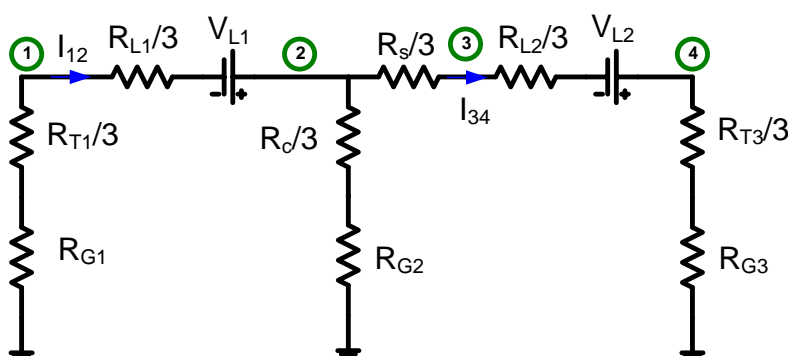 1
I12
RL1/3
VL1
2
Rs/3
3
RL2/3
VL2
4
- +
I34
- +
RT1/3
Rc/3
RT3/3
RG1
RG2
RG3